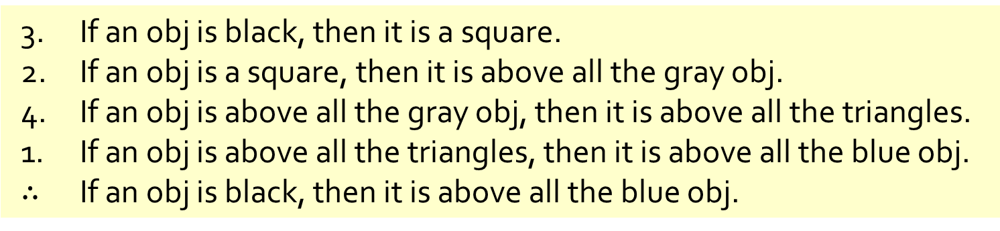 3. If an obj is black, then it is a square.
2. If an obj is a square, then it is above all the gray obj.
4. If an obj is above all the gray obj, then it is above all the triangles.
1. If an obj is above all the triangles, then it is above all the blue obj.
∴ If an obj is black, then it is above all the blue obj.